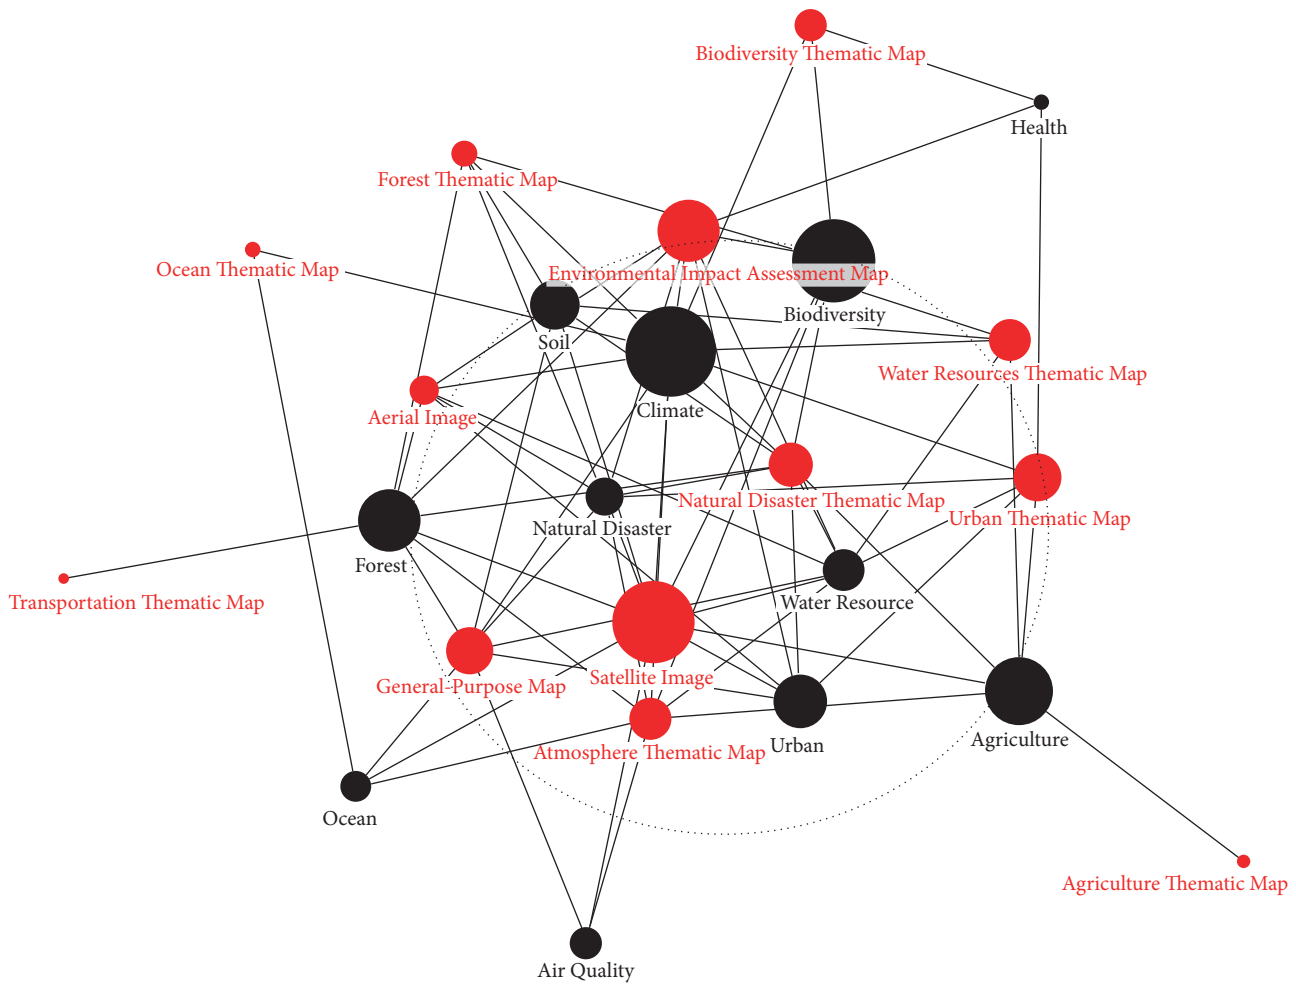 Biodiversity Thematic Map
Health
Forest Thematic Map
Ocean Thematic Map
Environmental Impact Assessment Map
Biodiversity
Soil
Water Resources Thematic Map
Climate
Aerial Image
Natural Disaster Thematic Map
Urban Thematic Map
Natural Disaster
Forest
Transportation Thematic Map
Water Resource
Satellite Image
General-Purpose Map
Agriculture
Urban
Atmosphere Thematic Map
Ocean
Agriculture Thematic Map
Air Quality